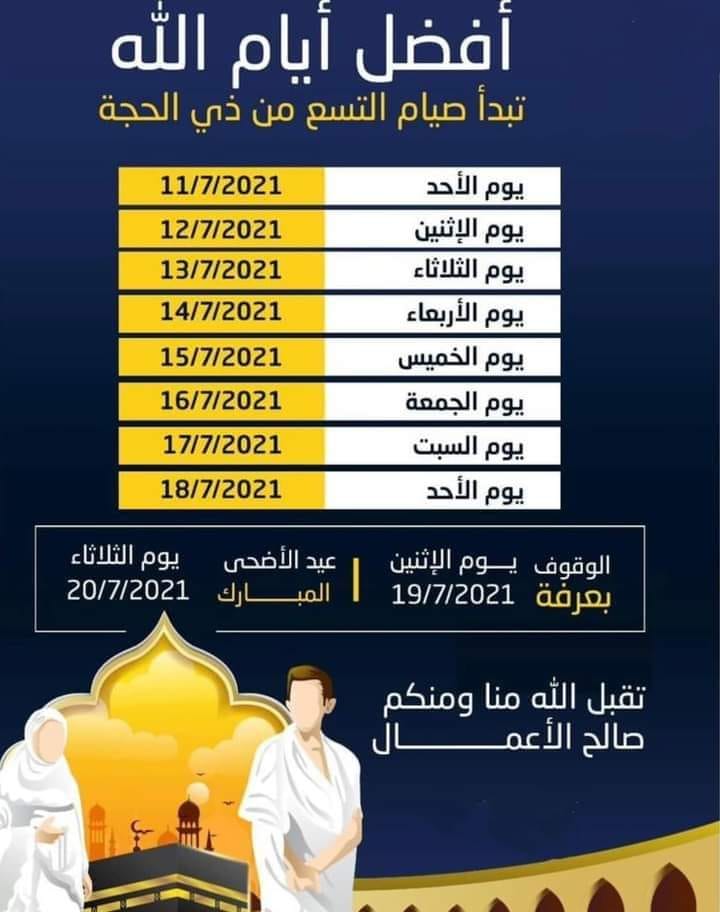 أفضل أيام الله
تبدأ صيام التسع من ذي الحجة
يوم الأحد 11/7/2021
يوم الإثنين 12/7/2021
يوم الثلاثاء 13/7/2021
يوم الأربعاء 14/7/2021
يوم الخميس 15/7/2021
يوم الجمعة 16/7/2021
يوم السبت 17/7/2021
يوم الأحد 18/7/2021
الوقوف بعرفة
يـــوم الإثنين
19/7/2021
عيد الأضحى
المبـــــــارك
يوم الثلاثاء
20/7/2021
تقبل الله منا ومنكم
صالح الأعمـــــــــال